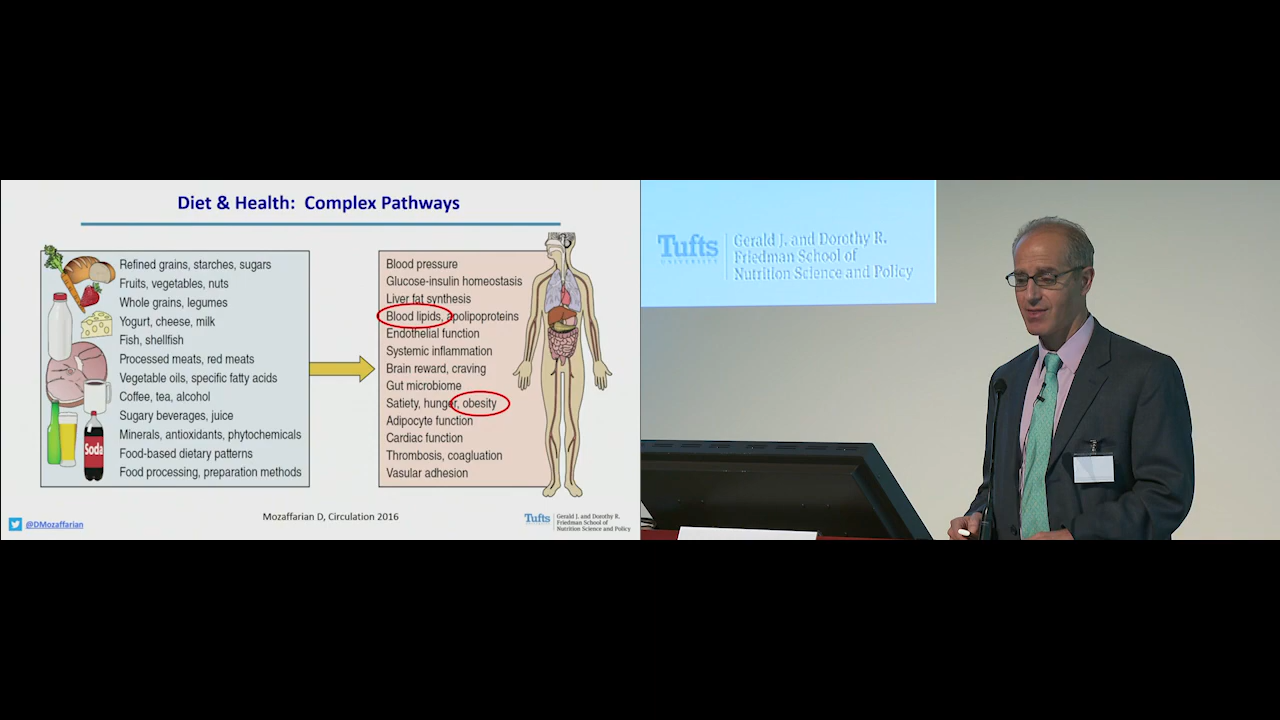 Diet & Health: Complex Pathways
Refined grains, starches, sugars
Fruits, vegetables, nuts
Whole grains, legumes
Yogurt, cheese, milk
Fish, shellfish
Processed meats, red meats
Vegetable oils, specific fatty acids
Coffee, tea, alcohol
Sugary beverages, juice
Minerals, antioxidants, phytochemicals
Food-based dietary patterns
Food processing, preparation methods
Soda
Blood pressure
Glucose-insulin homeostasis
Liver fat synthesis
Blood lipids, apolipoproteins
Endothelial function
Systemic inflammation
Brain reward, craving
Gut microbiome
Satiety, hunger, obesity
Adipocyte function
Cardiac function
Thrombosis, coagluation
Vasular adhesion
@DMozaffarian
Mozaffarian D, Circulation 2016
Tufts
UNIVERSITY
Gerald J. and Dorothy R.
Friedman School of
Nutrition Science and Policy
Tufts
UNIVERSITY
Gerald J. and Dorothy R.
Friedman School of
Nutrition Science and Policy